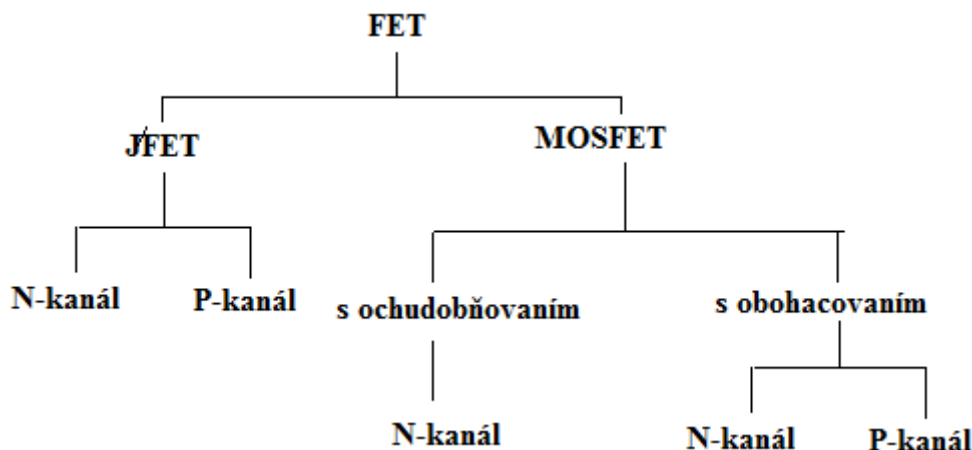 FET
JFET
MOSFET
N-kanál
P-kanál
s ochudobňovaním
s obohacovaním
N-kanál
N-kanál
P-kanál